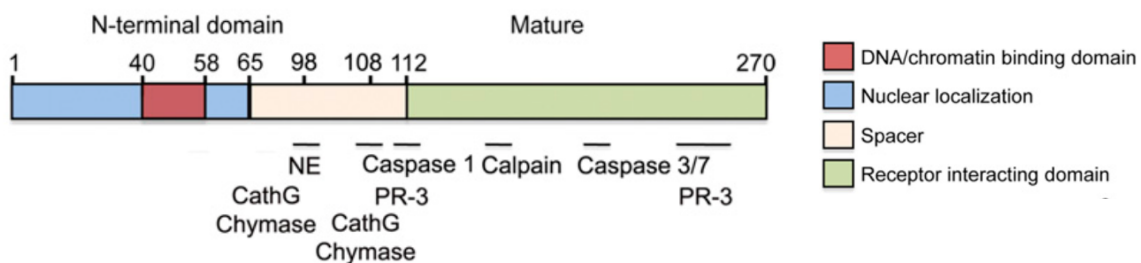 N-terminal domain Mature
1 40 58 65 98 108 112 270
DNA/chromatin binding domain
Nuclear localization
Spacer
Receptor interacting domain
NE Caspase 1 Calpain Caspase 3/7
CathG PR-3 PR-3
Chymase CathG
Chymase